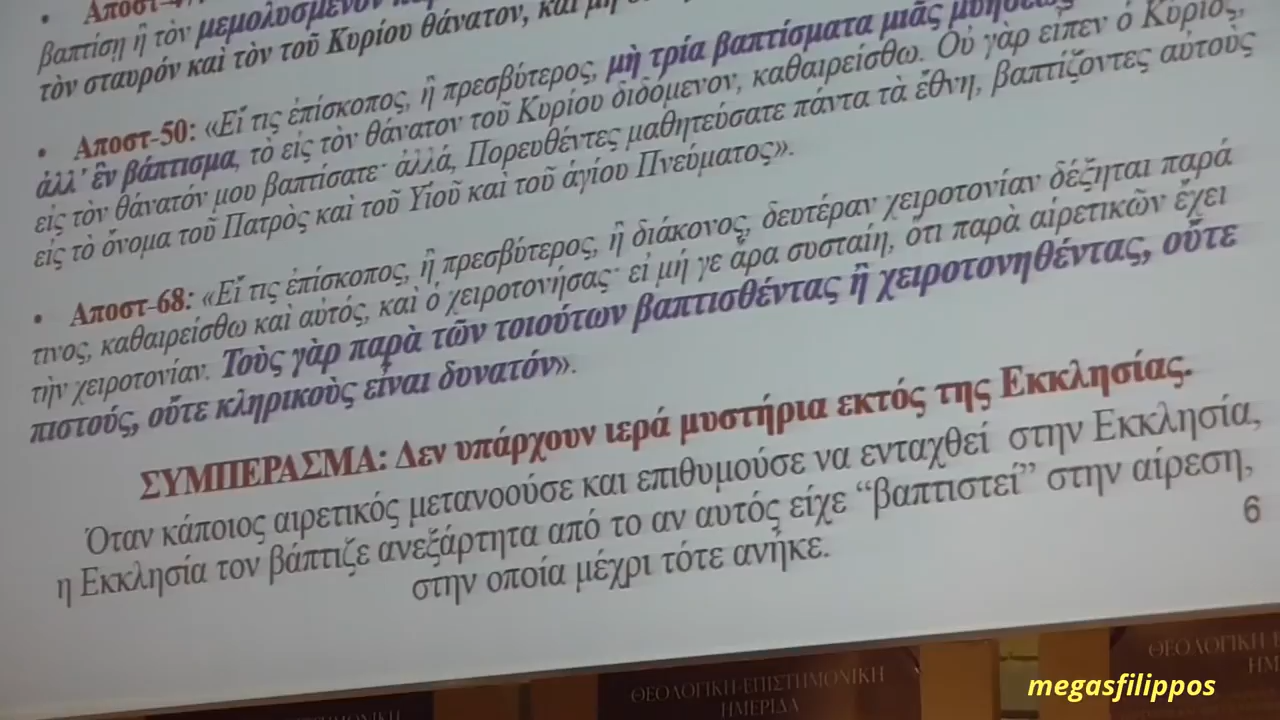 • Αποστ-47:
βαπτίσῃ ἢ τὸν μεμολυσμένον
τὸν σταυρόν καὶ τὸν τοῦ Κυρίου θάνατον, καὶ μὴ
• Αποστ-50: «Εἴ τις ἐπίσκοπος, ἢ πρεσβύτερος, μὴ τρία βαπτίσματα μιᾶς μυήσεως
ἀλλ' ἓν βάπτισμα, τὸ εἰς τὸν θάνατον τοῦ Κυρίου διδόμενον, καθαιρείσθω. Οὐ γὰρ εἶπεν ὁ Κύριος,
εἰς τὸν θάνατόν μου βαπτίσατε· ἀλλά, Πορευθέντες μαθητεύσατε πάντα τὰ ἔθνη, βαπτίζοντες αὐτοὺς
εἰς τὸ ὄνομα τοῦ Πατρὸς καὶ τοῦ Υἱοῦ καὶ τοῦ ἁγίου Πνεύματος».
• Αποστ-68: «Εἴ τις ἐπίσκοπος, ἢ πρεσβύτερος, ἢ διάκονος, δευτέραν χειροτονίαν δέξηται παρά
τινος, καθαιρείσθω καὶ αὐτός, καὶ ὁ χειροτονήσας· εἰ μή γε ἄρα συσταίη, ὅτι παρὰ αἱρετικῶν ἔχει
τὴν χειροτονίαν. Τοὺς γὰρ παρὰ τῶν τοιούτων βαπτισθέντας ἢ χειροτονηθέντας, οὔτε
πιστούς, οὔτε κληρικοὺς εἶναι δυνατόν».
ΣΥΜΠΕΡΑΣΜΑ: Δεν υπάρχουν ιερά μυστήρια εκτός της Εκκλησίας.
Όταν κάποιος αιρετικός μετανοούσε και επιθυμούσε να ενταχθεί στην Εκκλησία,
η Εκκλησία τον βάπτιζε ανεξάρτητα από το αν αυτός είχε “βαπτιστεί” στην αίρεση,
στην οποία μέχρι τότε ανήκε.
6
ΘΕΟΛΟΓΙΚΗ-ΕΠΙΣΤΗΜΟΝΙΚΗ
ΗΜΕΡΙΔΑ
ΘΕΟΛΟΓΙΚΗ-
megasfilippos